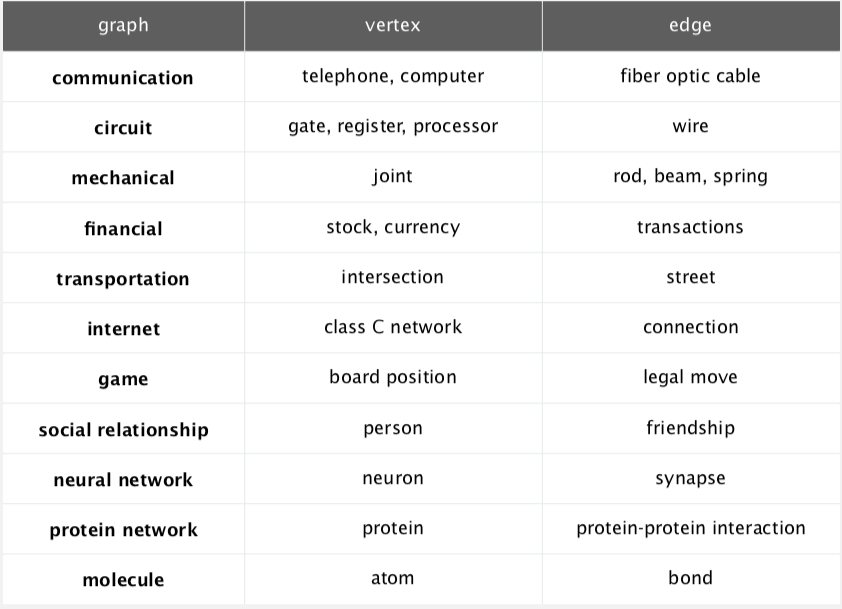 graph vertex edge
communication telephone, computer fiber optic cable
circuit gate, register, processor wire
mechanical joint rod, beam, spring
financial stock, currency transactions
transportation intersection street
internet class C network connection
game board position legal move
social relationship person friendship
neural network neuron synapse
protein network protein protein-protein interaction
molecule atom bond